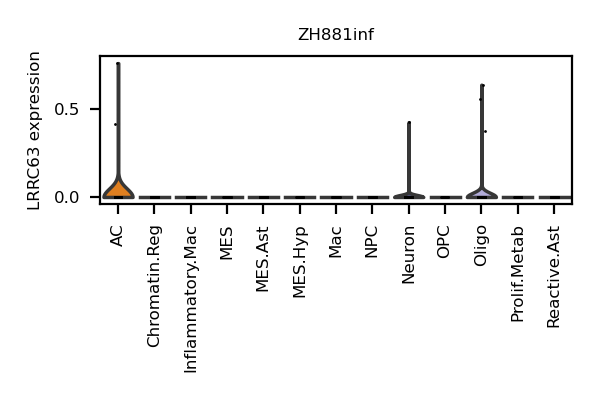 ZH881inf
LRRC63 expression
0.5
0.0
AC
Chromatin.Reg
Inflammatory.Mac
MES
MES.Ast
MES.Hyp
Mac
NPC
Neuron
OPC
Oligo
Prolif.Metab
Reactive.Ast